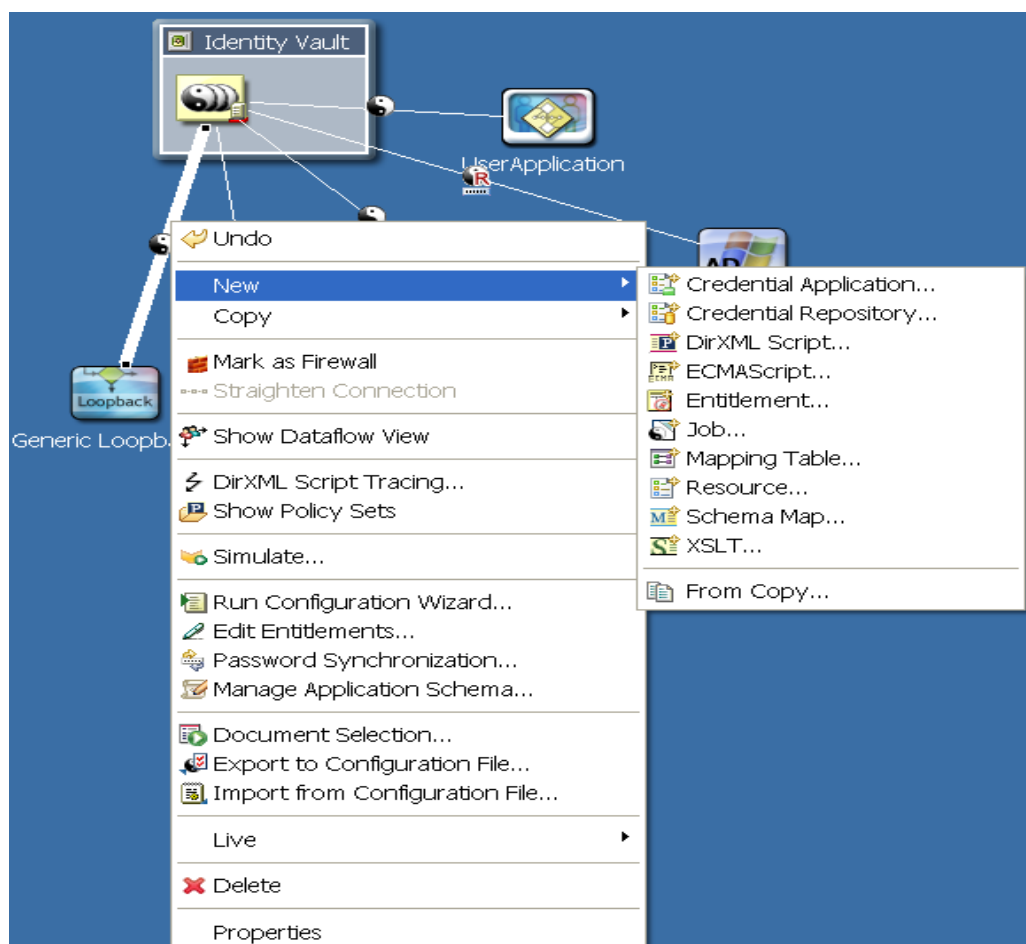 Identity Vault
UserApplication
R
AD
Undo
New
Copy
Mark as Firewall
Straighten Connection
Loopback
Generic Loopb
Show Dataflow View
DirXML Script Tracing...
Show Policy Sets
Simulate...
Run Configuration Wizard...
Edit Entitlements...
Password Synchronization...
Manage Application Schema...
Document Selection...
Export to Configuration File...
Import from Configuration File...
Live
Delete
Properties
Credential Application...
Credential Repository...
DirXML Script...
ECMAScript...
Entitlement...
Job...
Mapping Table...
Resource...
Schema Map...
XSLT...
From Copy...